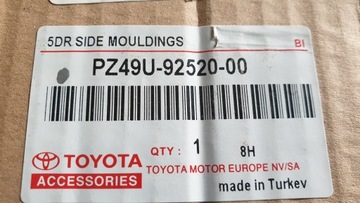 5DR SIDE MOULDINGS BI
PZ49U-92520-00
QTY: 1 8H
TOYOTA
TOYOTA MOTOR EUROPE NV/SA
ACCESSORIES
made in Turkey